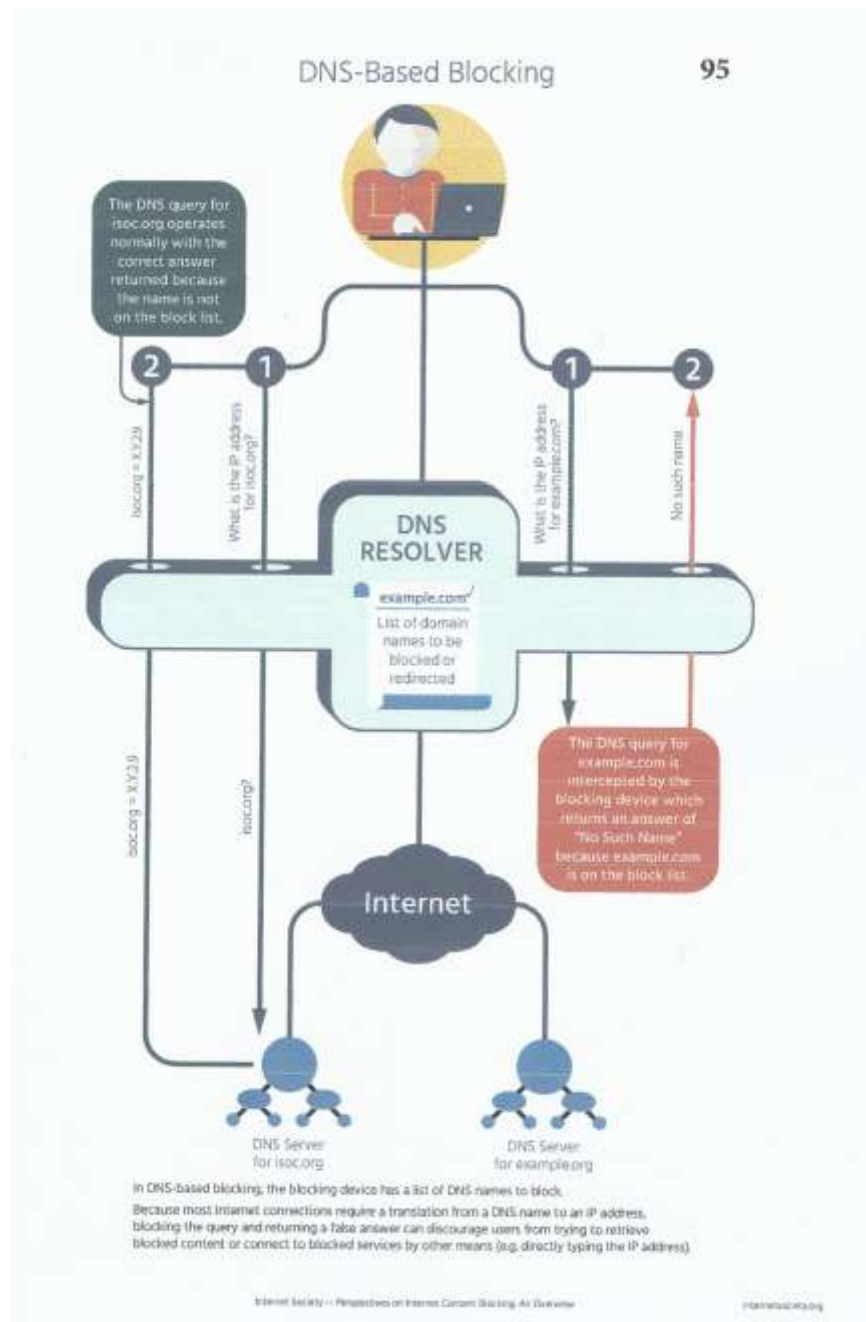 DNS-Based Blocking
95
The DNS query for
isoc.org operates
normally with the
correct answer
returned because
the name is not
on the block list.
2
1
1
2
isoc.org = X.Y.2.9
What is the IP address
for isoc.org?
What is the IP address
for example.com?
No such name
DNS
RESOLVER
example.com
List of domain
names to be
blocked or
redirected
isoc.org = X.Y.2.9
isoc.org?
The DNS query for
example.com is
intercepted by the
blocking device which
returns an answer of
"No Such Name"
because example.com
is on the block list.
Internet
DNS Server
for isoc.org
DNS Server
for example.org
In DNS-based blocking, the blocking device has a list of DNS names to block.
Because most Internet connections require a translation from a DNS name to an IP address,
blocking the query and returning a false answer can discourage users from trying to retrieve
blocked content or connect to blocked services by other means (e.g. directly typing the IP address)
Internet Society — Perspectives on Internet Content Blocking: An Overview
internetsociety.org